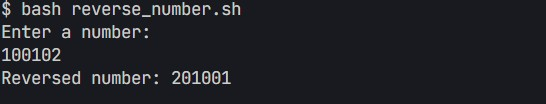 $ bash reverse_number.sh
Enter a number:
100102
Reversed number: 201001